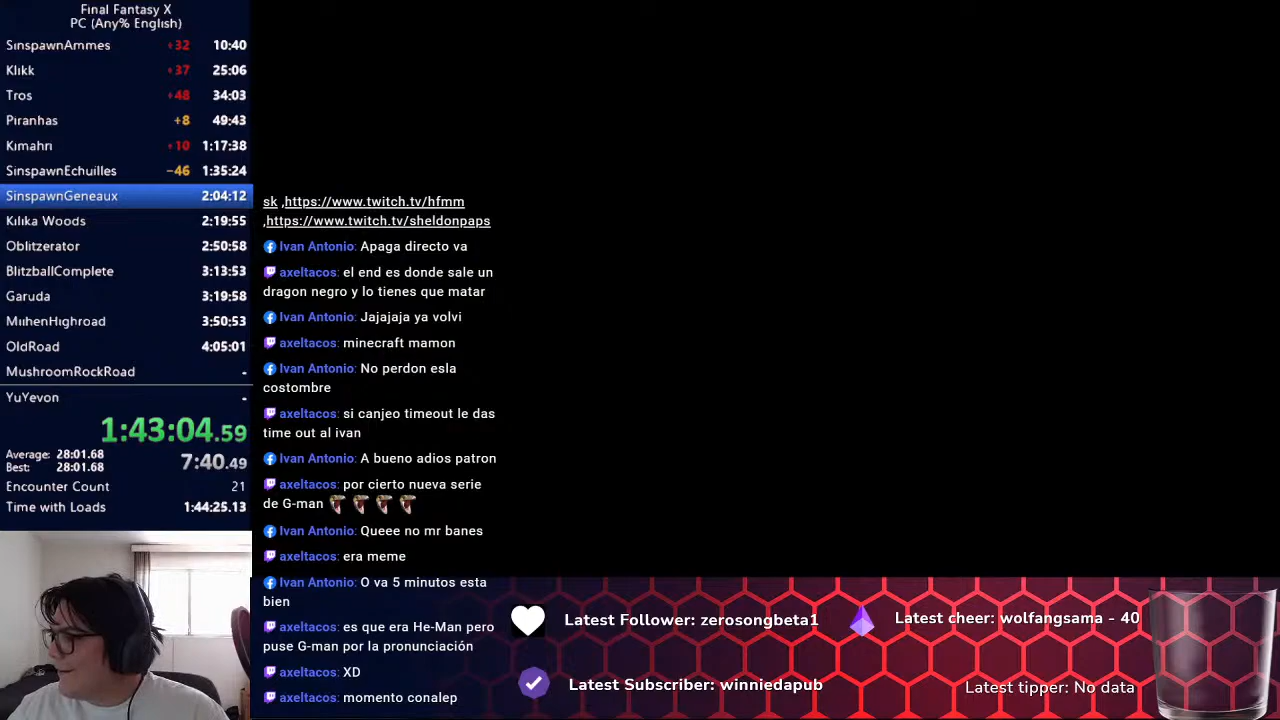 Final Fantasy X
PC (Any% English)
SinspawnAmmes +32 10:40
Klikk +37 25:06
Tros +48 34:03
Piranhas +8 49:43
Kimahri +10 1:17:38
SinspawnEchuilles −46 1:35:24
SinspawnGeneaux 2:04:12
Kilika Woods 2:19:55
Oblitzerator 2:50:58
BlitzballComplete 3:13:53
Garuda 3:19:58
MiihenHighroad 3:50:53
OldRoad 4:05:01
MushroomRockRoad -
YuYevon -
1:43:04.59
Average: 28:01.68
Best: 28:01.68
7:40.49
Encounter Count 21
Time with Loads 1:44:25.13
sk ,https://www.twitch.tv/hfmm
,https://www.twitch.tv/sheldonpaps
Ivan Antonio: Apaga directo va
axeltacos: el end es donde sale un
dragon negro y lo tienes que matar
Ivan Antonio: Jajajaja ya volvi
axeltacos: minecraft mamon
Ivan Antonio: No perdon esla
costombre
axeltacos: si canjeo timeout le das
time out al ivan
Ivan Antonio: A bueno adios patron
axeltacos: por cierto nueva serie
de G-man
Ivan Antonio: Queee no mr banes
axeltacos: era meme
Ivan Antonio: O va 5 minutos esta
bien
axeltacos: es que era He-Man pero
puse G-man por la pronunciación
axeltacos: XD
axeltacos: momento conalep
Latest Follower: zerosongbeta1
Latest cheer: wolfangsama - 40
Latest Subscriber: winniedapub
Latest tipper: No data